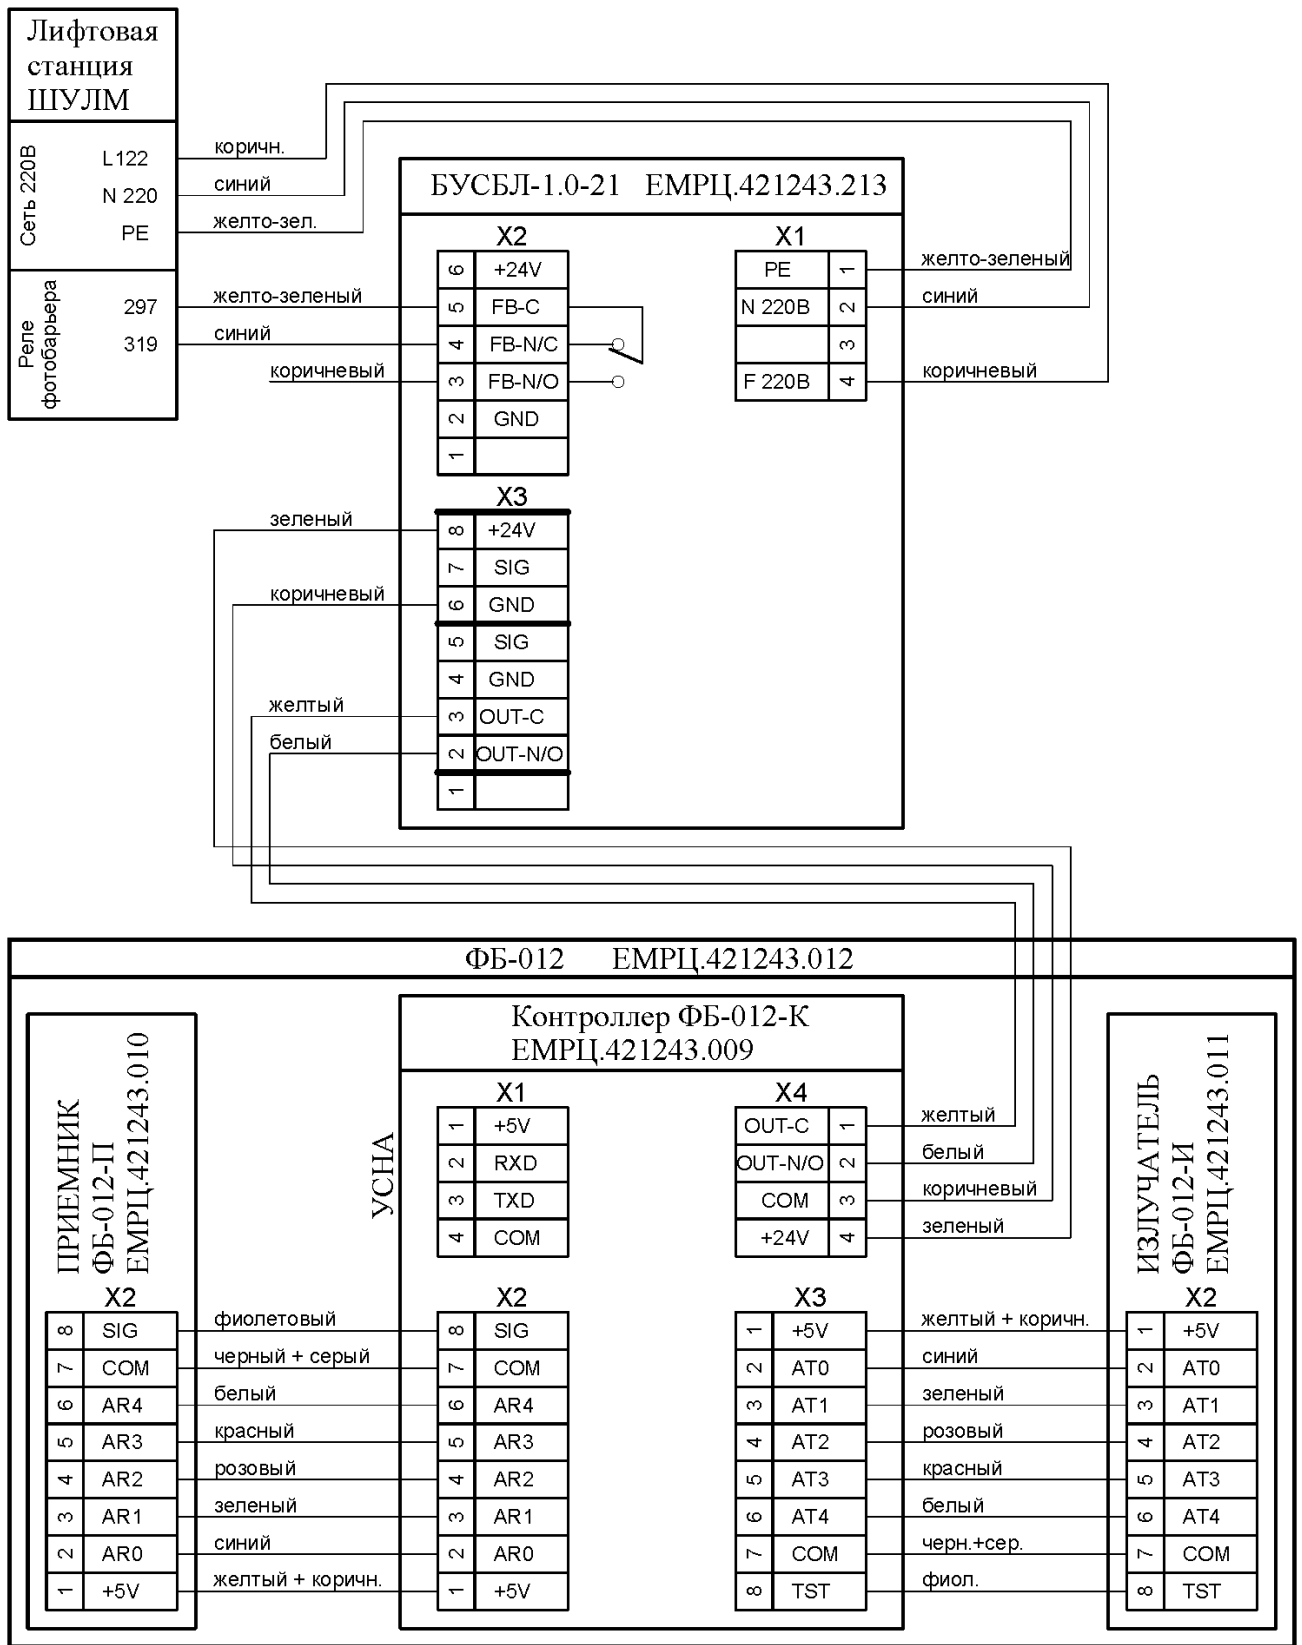 Лифтовая
станция
ШУЛМ
Сеть 220В
L122
N 220
PE
Реле
фотобарьера
297
319
коричн.
синий
желто-зел.
желто-зеленый
синий
коричневый
БУСБЛ-1.0-21 ЕМРЦ.421243.213
X2
6 +24V
5 FB-C
4 FB-N/C
3 FB-N/O
2 GND
1
X1
PE 1
N 220В 2
3
F 220В 4
желто-зеленый
синий
коричневый
X3
8 +24V
7 SIG
6 GND
5 SIG
4 GND
3 OUT-C
2 OUT-N/O
1
зеленый
коричневый
желтый
белый
ФБ-012 ЕМРЦ.421243.012
ПРИЕМНИК
ФБ-012-П
ЕМРЦ.421243.010
X2
8 SIG
7 COM
6 AR4
5 AR3
4 AR2
3 AR1
2 AR0
1 +5V
фиолетовый
черный + серый
белый
красный
розовый
зеленый
синий
желтый + коричн.
Контроллер ФБ-012-К
ЕМРЦ.421243.009
УСНА
X1
1 +5V
2 RXD
3 TXD
4 COM
X2
8 SIG
7 COM
6 AR4
5 AR3
4 AR2
3 AR1
2 AR0
1 +5V
X4
OUT-C 1
OUT-N/O 2
COM 3
+24V 4
желтый
белый
коричневый
зеленый
X3
1 +5V
2 AT0
3 AT1
4 AT2
5 AT3
6 AT4
7 COM
8 TST
желтый + коричн.
синий
зеленый
розовый
красный
белый
черн.+сер.
фиол.
ИЗЛУЧАТЕЛЬ
ФБ-012-И
ЕМРЦ.421243.011
X2
1 +5V
2 AT0
3 AT1
4 AT2
5 AT3
6 AT4
7 COM
8 TST